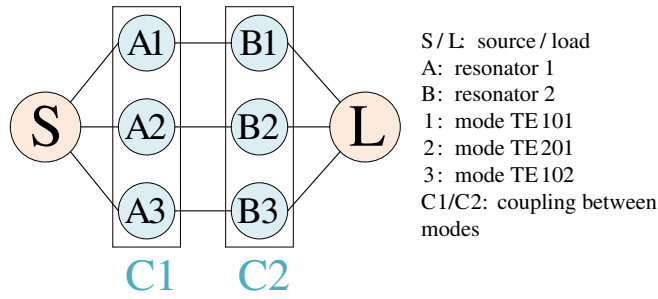 A1
B1
S
A2
B2
L
A3
B3
C1
C2
S/L: source/load
A: resonator 1
B: resonator 2
1: mode TE101
2: mode TE201
3: mode TE102
C1/C2: coupling between
modes